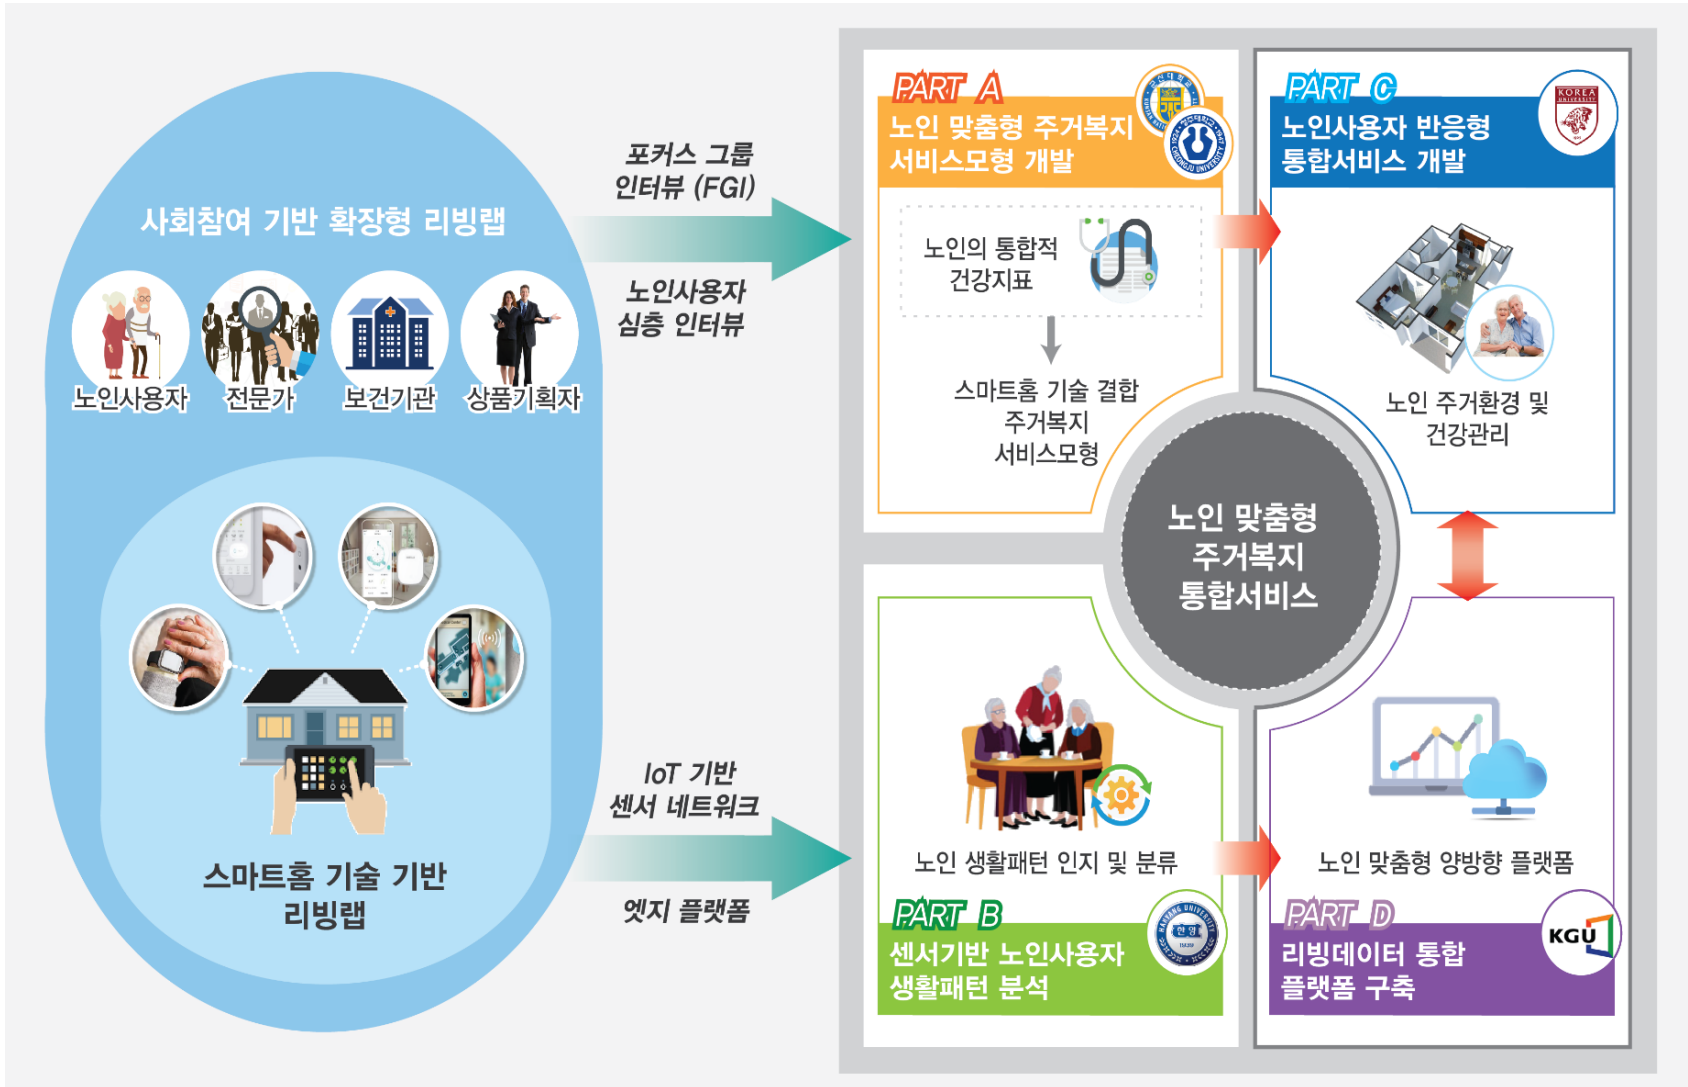 사회참여 기반 확장형 리빙랩
노인사용자
전문가
보건기관
상품기획자
스마트홈 기술 기반
리빙랩
포커스 그룹
인터뷰 (FGI)
노인사용자
심층 인터뷰
IoT 기반
센서 네트워크
엣지 플랫폼
PART A
노인 맞춤형 주거복지
서비스모형 개발
CHEONGJU UNIVERSITY
노인의 통합적
건강지표
스마트홈 기술 결합
주거복지
서비스모형
PART C
노인사용자 반응형
통합서비스 개발
KOREA
UNIVERSITY
노인 주거환경 및
건강관리
노인 맞춤형
주거복지
통합서비스
노인 생활패턴 인지 및 분류
PART B
센서기반 노인사용자
생활패턴 분석
HANYANG UNIVERSITY
한양
1939
노인 맞춤형 양방향 플랫폼
PART D
리빙데이터 통합
플랫폼 구축
KGU